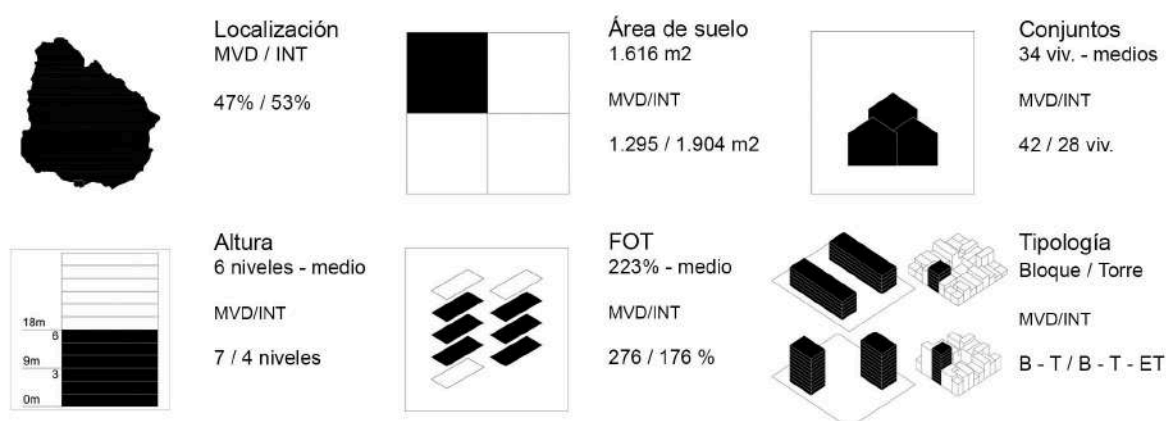 Localización
MVD / INT
47% / 53%
Área de suelo
1.616 m2
MVD/INT
1.295 / 1.904 m2
Conjuntos
34 viv. - medios
MVD/INT
42 / 28 viv.
18m
6
9m
3
0m
Altura
6 niveles - medio
MVD/INT
7 / 4 niveles
FOT
223% - medio
MVD/INT
276 / 176 %
Tipología
Bloque / Torre
MVD/INT
B - T / B - T - ET